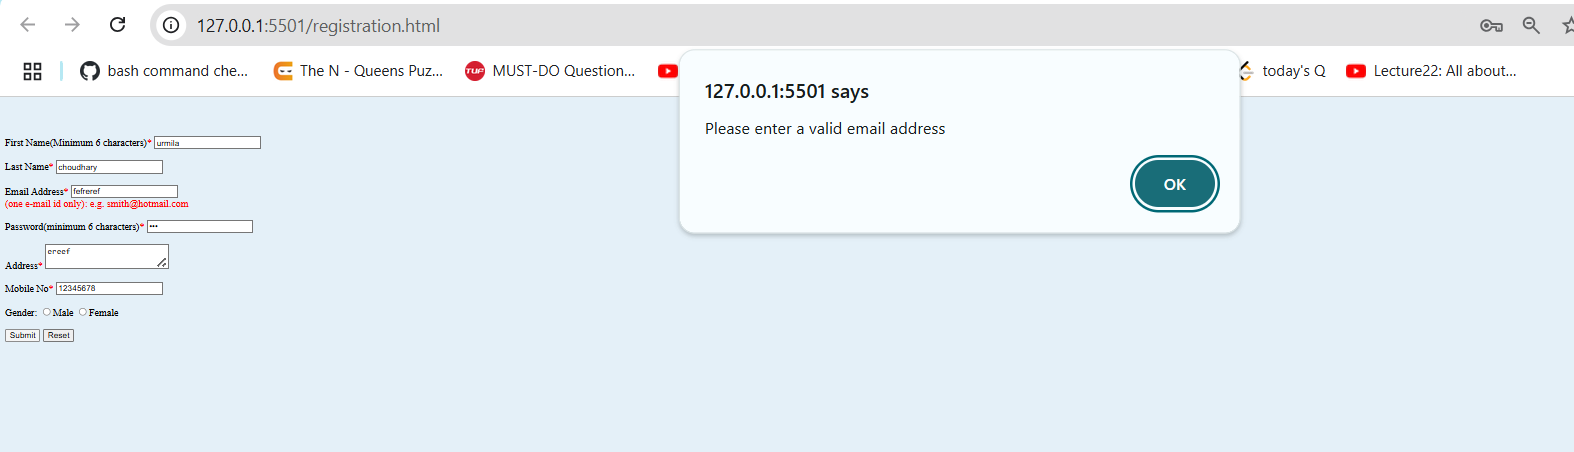 127.0.0.1:5501/registration.html
bash command che... The N - Queens Puz... TUF MUST-DO Question... today's Q Lecture22: All about...
127.0.0.1:5501 says
Please enter a valid email address
OK
First Name(Minimum 6 characters)* urmila
Last Name* choudhary
Email Address* fefreref
(one e-mail id only): e.g. smith@hotmail.com
Password(minimum 6 characters)* •••
Address* ereef
Mobile No* 12345678
Gender: Male Female
Submit Reset